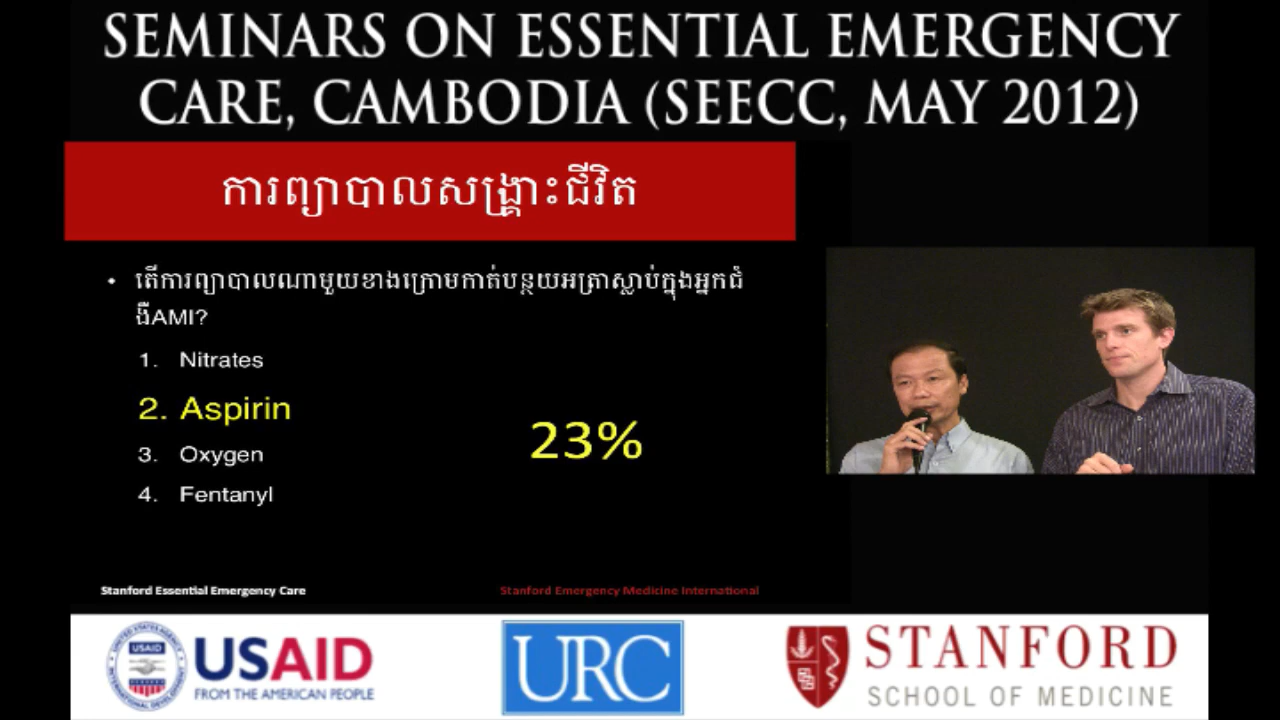 SEMINARS ON ESSENTIAL EMERGENCY
CARE, CAMBODIA (SEECC, MAY 2012)
ការព្យាបាលសង្គ្រោះជីវិត
• តើការព្យាបាលណាមួយខាងក្រោមកាត់បន្ថយអត្រាស្លាប់ក្នុងអ្នកជំ
ងឺAMI?
1. Nitrates
2. Aspirin
23%
3. Oxygen
4. Fentanyl
Stanford Essential Emergency Care
Stanford Emergency Medicine International
USAID
FROM THE AMERICAN PEOPLE
URC
STANFORD
SCHOOL OF MEDICINE